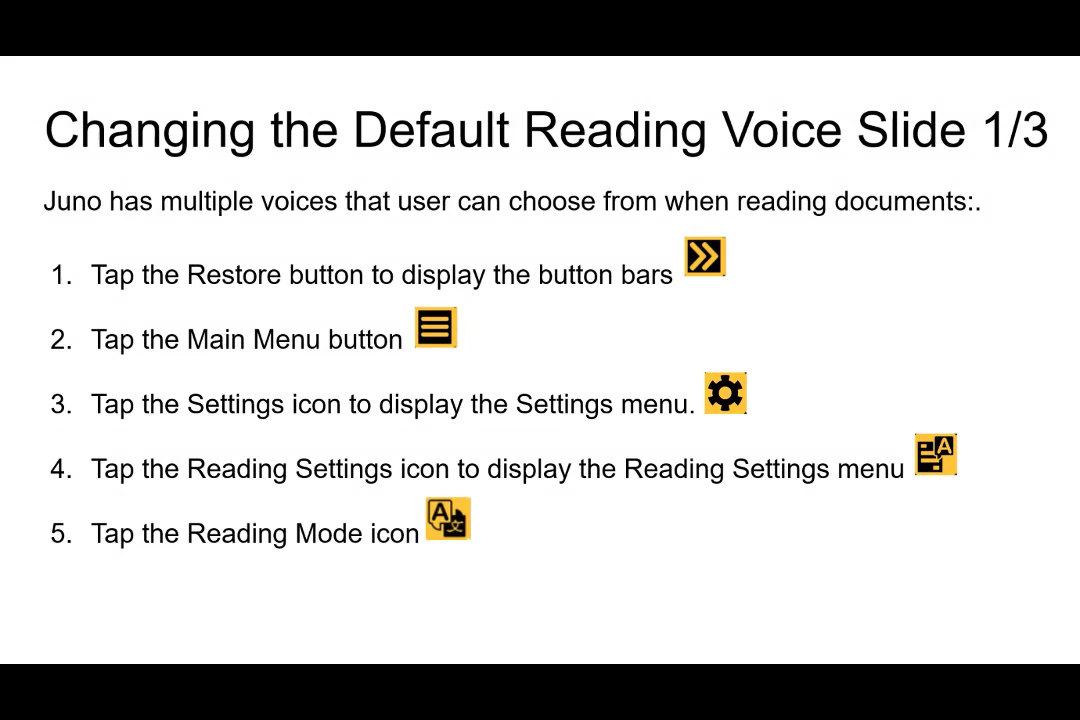 Changing the Default Reading Voice Slide 1/3
Juno has multiple voices that user can choose from when reading documents:.
1. Tap the Restore button to display the button bars
2. Tap the Main Menu button
3. Tap the Settings icon to display the Settings menu.
4. Tap the Reading Settings icon to display the Reading Settings menu
5. Tap the Reading Mode icon